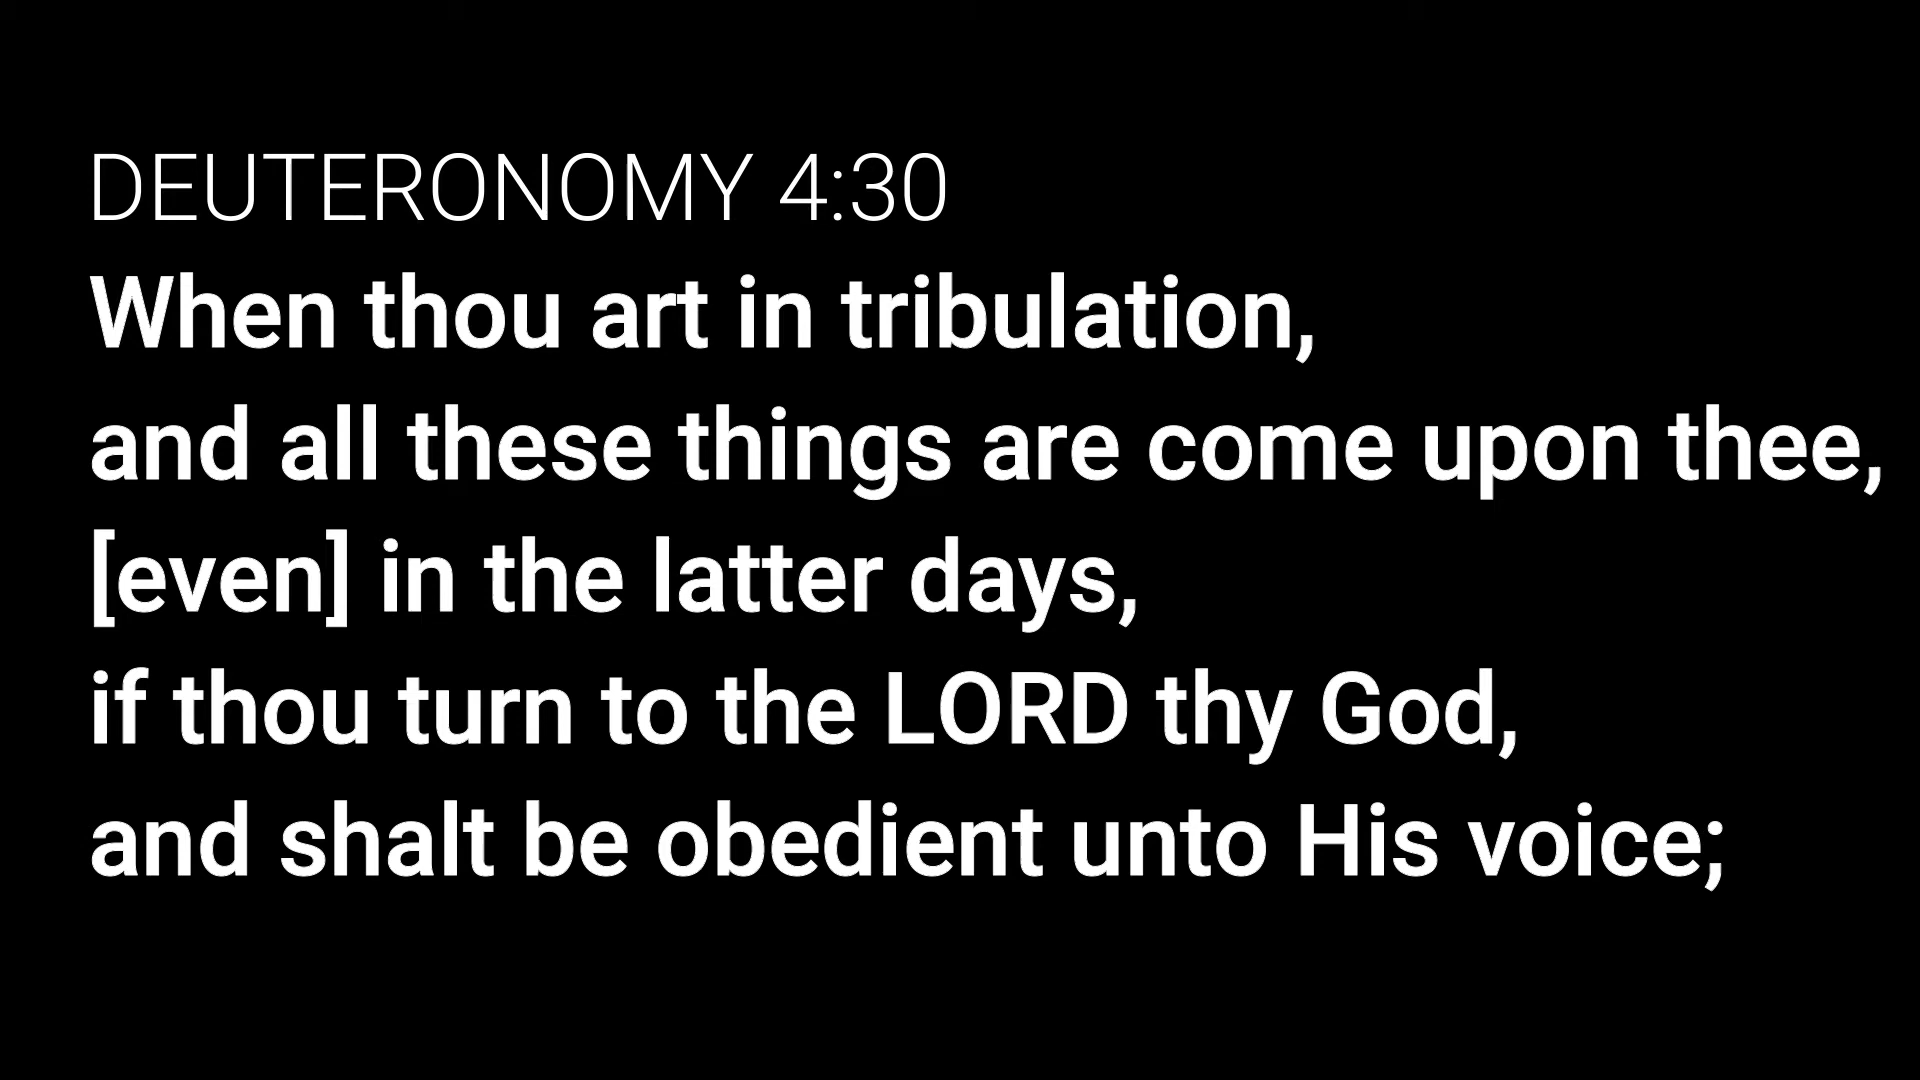 DEUTERONOMY 4:30
When thou art in tribulation,
and all these things are come upon thee,
[even] in the latter days,
if thou turn to the LORD thy God,
and shalt be obedient unto His voice;